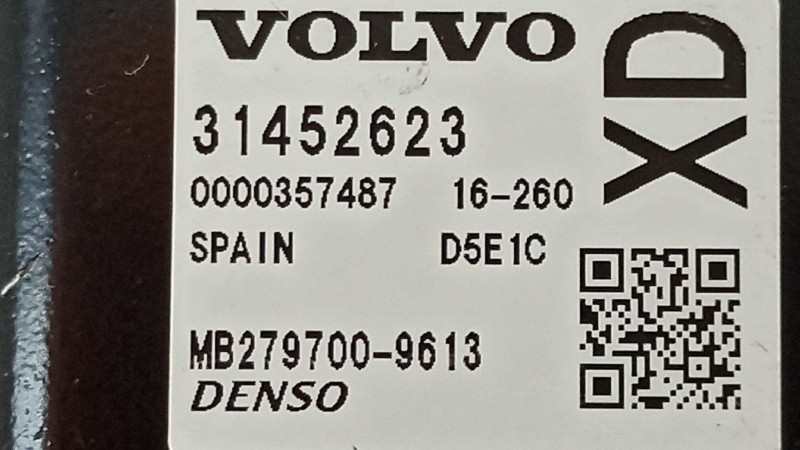 VOLVO
XD
31452623
0000357487 16-260
SPAIN D5E1C
MB279700-9613
DENSO